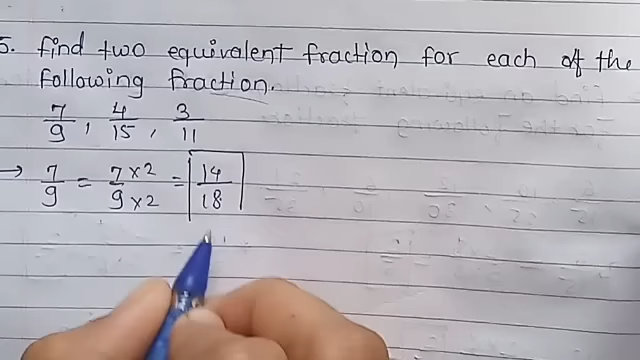 5. find two equivalent fraction for each of the
following fraction.
7/9, 4/15, 3/11
→ 7/9 = 7×2/9×2 = 14/18